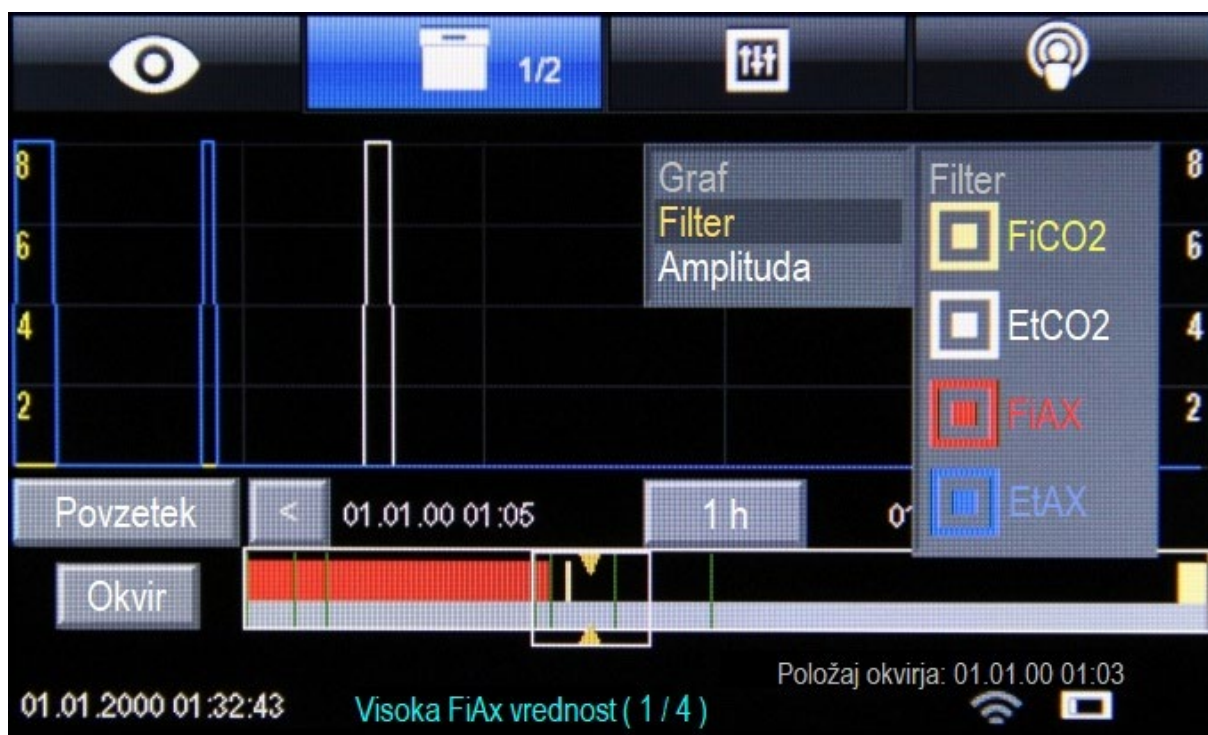 1/2
8
6
4
2
Graf
Filter
Amplituda
Filter
FiCO2
EtCO2
FiAX
EtAX
8
6
4
2
Povzetek
<
01.01.00 01:05
1 h
Okvir
Položaj okvirja: 01.01.00 01:03
01.01.2000 01:32:43
Visoka FiAx vrednost ( 1 / 4 )